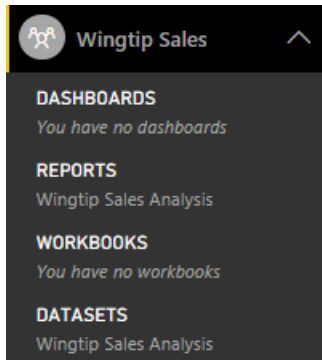 Wingtip Sales
DASHBOARDS
You have no dashboards
REPORTS
Wingtip Sales Analysis
WORKBOOKS
You have no workbooks
DATASETS
Wingtip Sales Analysis